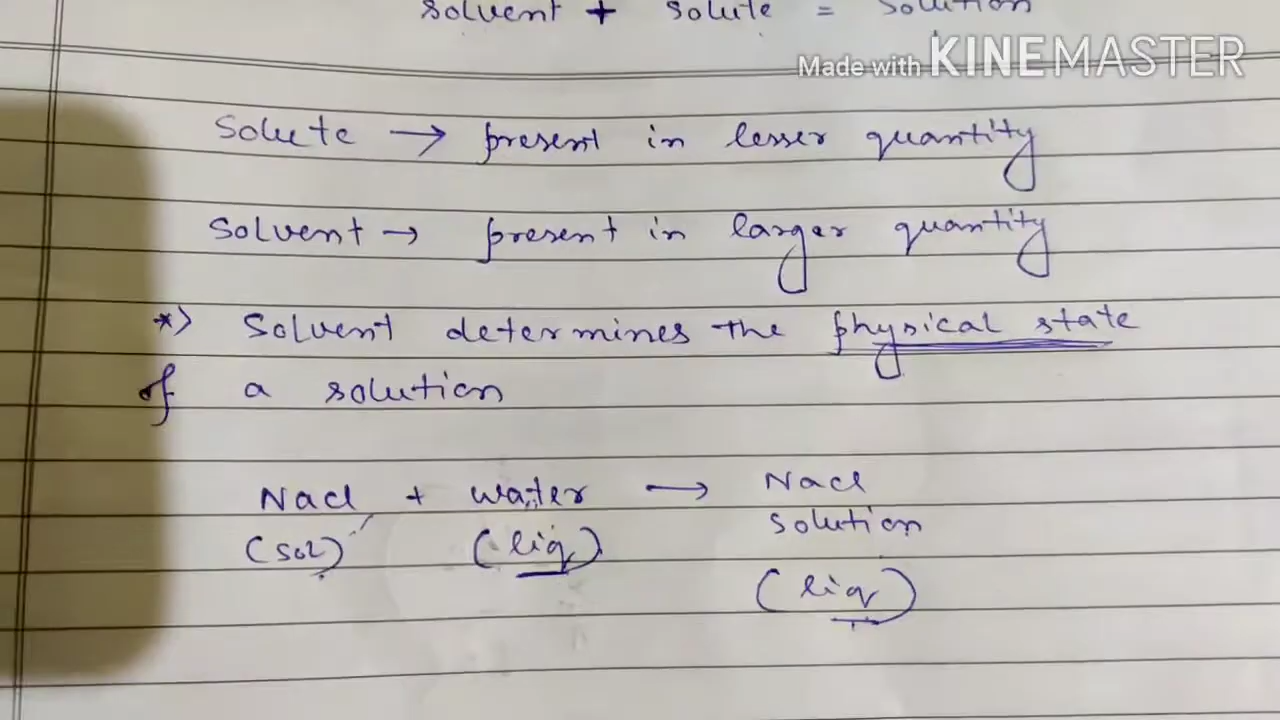 Solvent + Solute = Solution
Made with KINEMASTER
Solute → present in lesser quantity
Solvent → present in larger quantity
*) Solvent determines the physical state
of a solution
NaCl + water → NaCl
solution
(sol) (liq)
(liq)